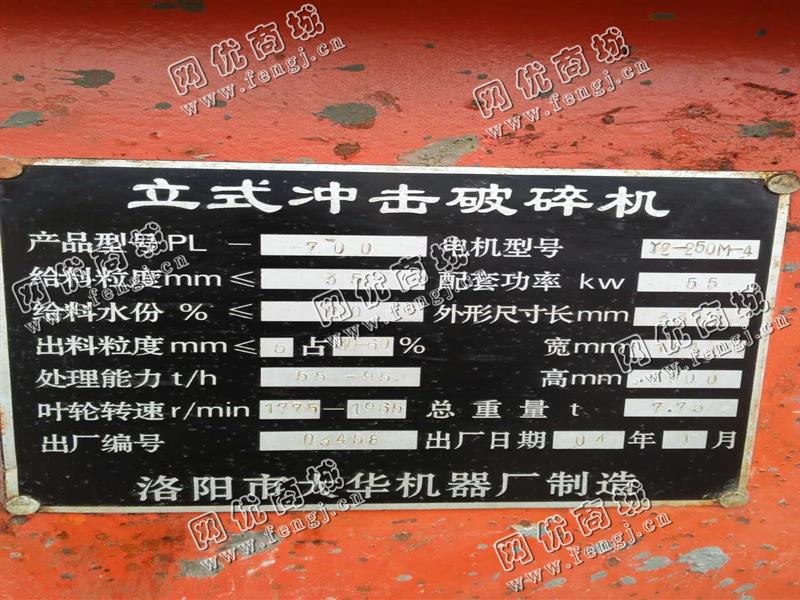 网优商城
www.fengj.cn
网优商城
www.fengj.cn
立式冲击破碎机
产品型号PL－ 700 电机型号 Y2-250M-4
给料粒度mm≤ 35 配套功率 kw 55
给料水份 % ≤ 外形尺寸长mm
出料粒度mm≤ 5 占 % 宽mm
处理能力t/h 55-95 高mm
叶轮转速r/min 1775－1965 总重量 t 7.75
出厂编号 03458 出厂日期 04 年 1 月
洛阳市龙华机器厂制造
网优商城
www.fengj.cn
网优商城
www.fengj.cn
网优商城
www.fengj.cn
网优商城
www.fengj.cn